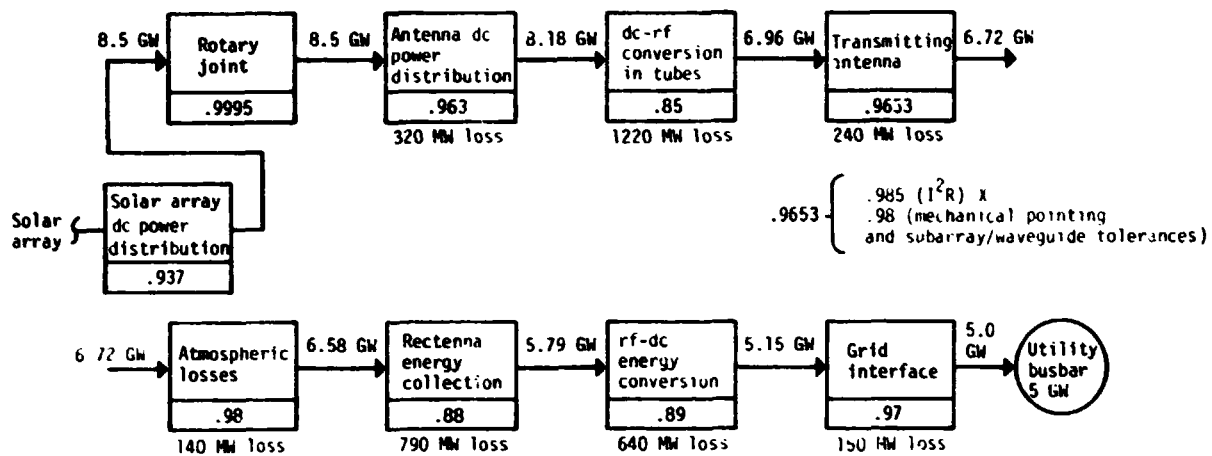 8.5 GW
Rotary
joint
.9995
8.5 GW
Antenna dc
power
distribution
.963
320 MW loss
8.18 GW
dc-rf
conversion
in tubes
.85
1220 MW loss
6.96 GW
Transmitting
antenna
.9653
240 MW loss
6.72 GW
Solar
array
Solar array
dc power
distribution
.937
.9653
.985 (I²R) X
.98 (mechanical pointing
and subarray/waveguide tolerances)
6.72 GW
Atmospheric
losses
.98
140 MW loss
6.58 GW
Rectenna
energy
collection
.88
790 MW loss
5.79 GW
rf-dc
energy
conversion
.89
640 MW loss
5.15 GW
Grid
interface
.97
150 MW loss
5.0
GW
Utility
busbar
5 GW